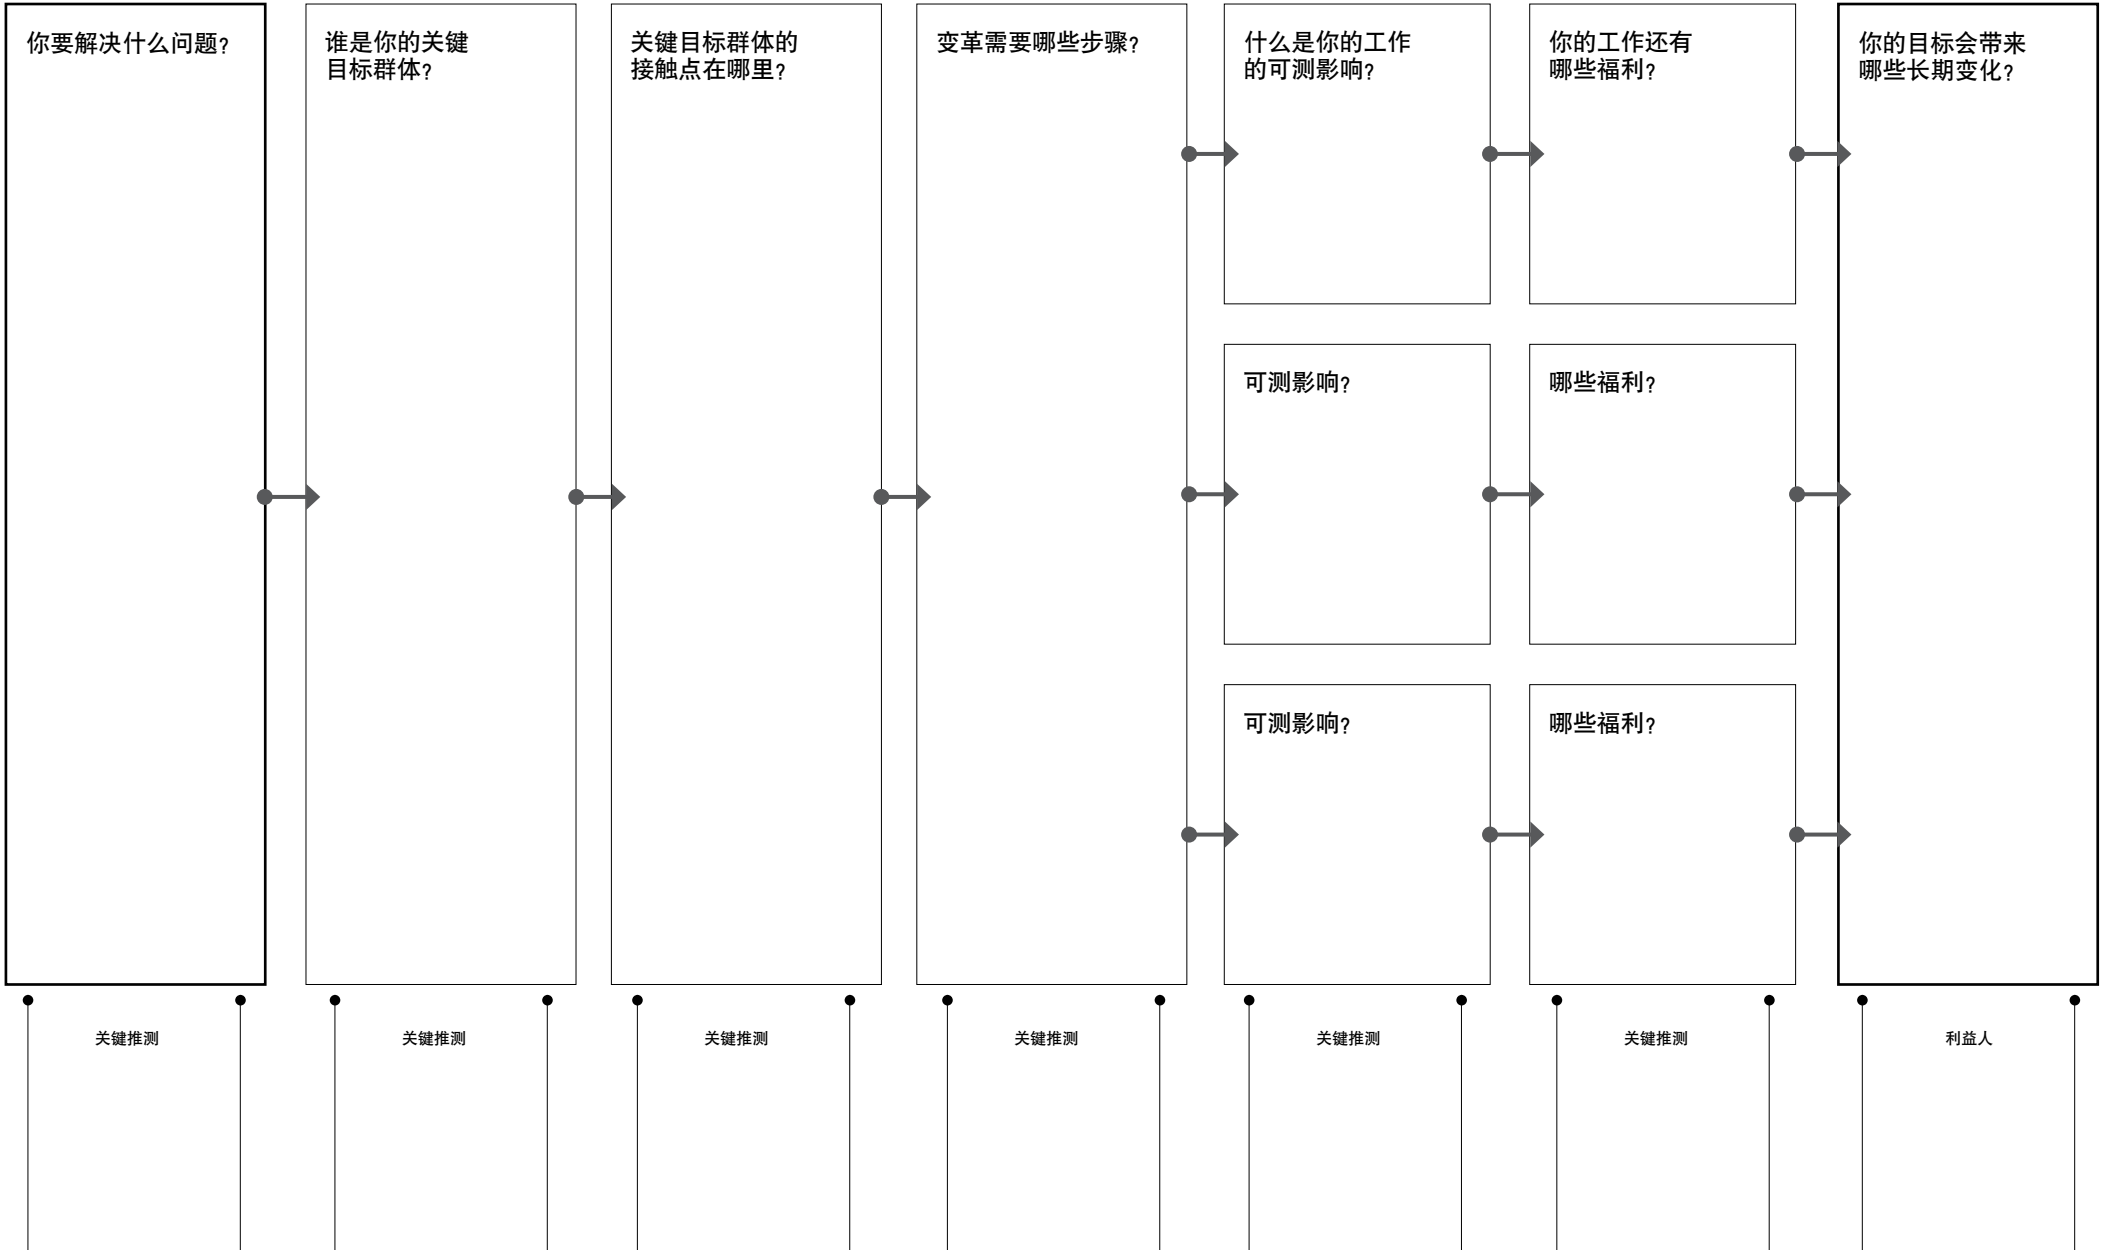 你要解决什么问题?
谁是你的关键
目标群体?
关键目标群体的
接触点在哪里?
变革需要哪些步骤?
什么是你的工作
的可测影响?
你的工作还有
哪些福利?
你的目标会带来
哪些长期变化?
可测影响?
哪些福利?
可测影响?
哪些福利?
关键推测
关键推测
关键推测
关键推测
关键推测
关键推测
利益人